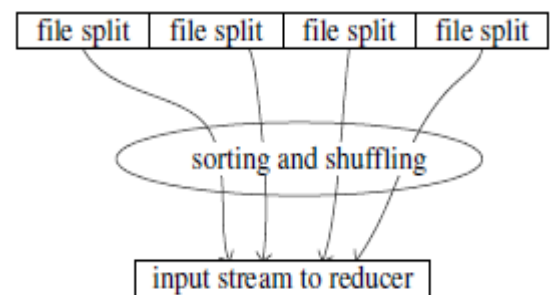 file split file split file split file split
sorting and shuffling
input stream to reducer